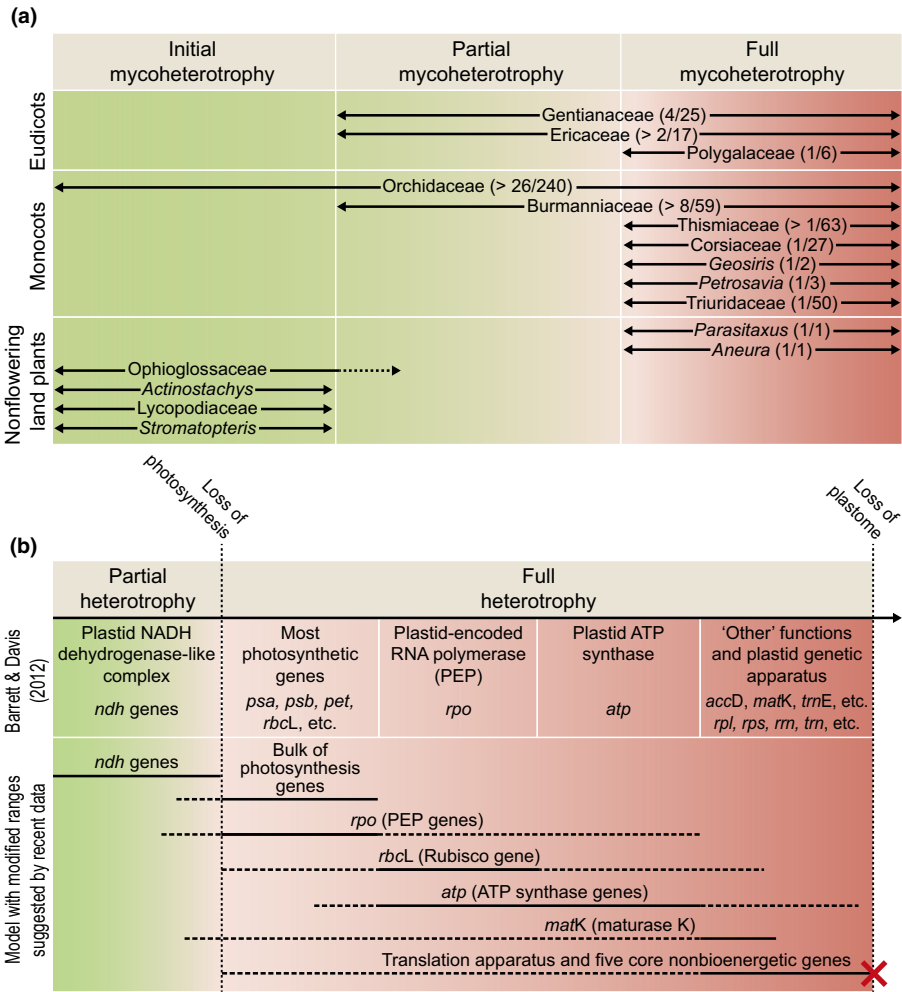 (a)
Initial
mycoheterotrophy
Partial
mycoheterotrophy
Full
mycoheterotrophy
Eudicots
Gentianaceae (4/25)
Ericaceae (> 2/17)
Polygalaceae (1/6)
Monocots
Orchidaceae (> 26/240)
Burmanniaceae (> 8/59)
Thismiaceae (> 1/63)
Corsiaceae (1/27)
Geosiris (1/2)
Petrosavia (1/3)
Triuridaceae (1/50)
Nonflowering
land plants
Parasitaxus (1/1)
Aneura (1/1)
Ophioglossaceae
Actinostachys
Lycopodiaceae
Stromatopteris
Loss of
photosynthesis
Loss of
plastome
(b)
Partial
heterotrophy
Full
heterotrophy
Barrett & Davis
(2012)
Plastid NADH
dehydrogenase-like
complex
ndh genes
Most
photosynthetic
genes
psa, psb, pet,
rbcL, etc.
Plastid-encoded
RNA polymerase
(PEP)
rpo
Plastid ATP
synthase
atp
‘Other’ functions
and plastid genetic
apparatus
accD, matK, trnE, etc.
rpl, rps, rrn, trn, etc.
Model with modified ranges
suggested by recent data
ndh genes
Bulk of
photosynthesis
genes
rpo (PEP genes)
rbcL (Rubisco gene)
atp (ATP synthase genes)
matK (maturase K)
Translation apparatus and five core nonbioenergetic genes